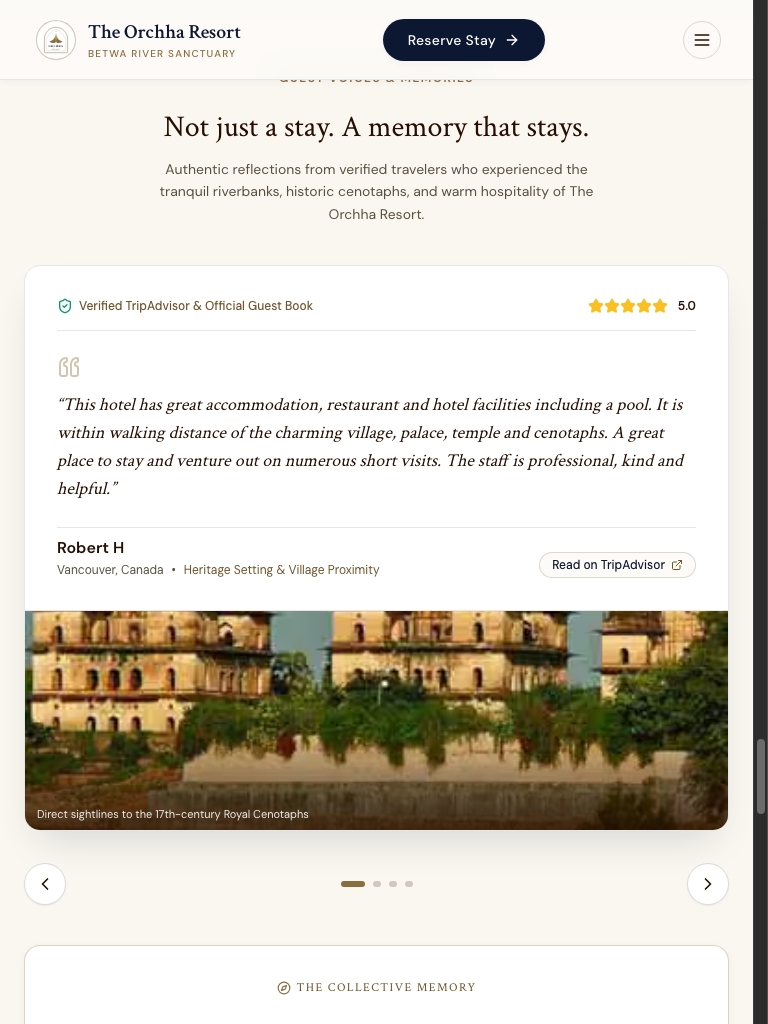 The Orchha Resort
BETWA RIVER SANCTUARY
Reserve Stay
GUEST VOICES & MEMORIES
Not just a stay. A memory that stays.
Authentic reflections from verified travelers who experienced the
tranquil riverbanks, historic cenotaphs, and warm hospitality of The
Orchha Resort.
Verified TripAdvisor & Official Guest Book
5.0
“This hotel has great accommodation, restaurant and hotel facilities including a pool. It is
within walking distance of the charming village, palace, temple and cenotaphs. A great
place to stay and venture out on numerous short visits. The staff is professional, kind and
helpful.”
Robert H
Vancouver, Canada • Heritage Setting & Village Proximity
Read on TripAdvisor
Direct sightlines to the 17th-century Royal Cenotaphs
THE COLLECTIVE MEMORY